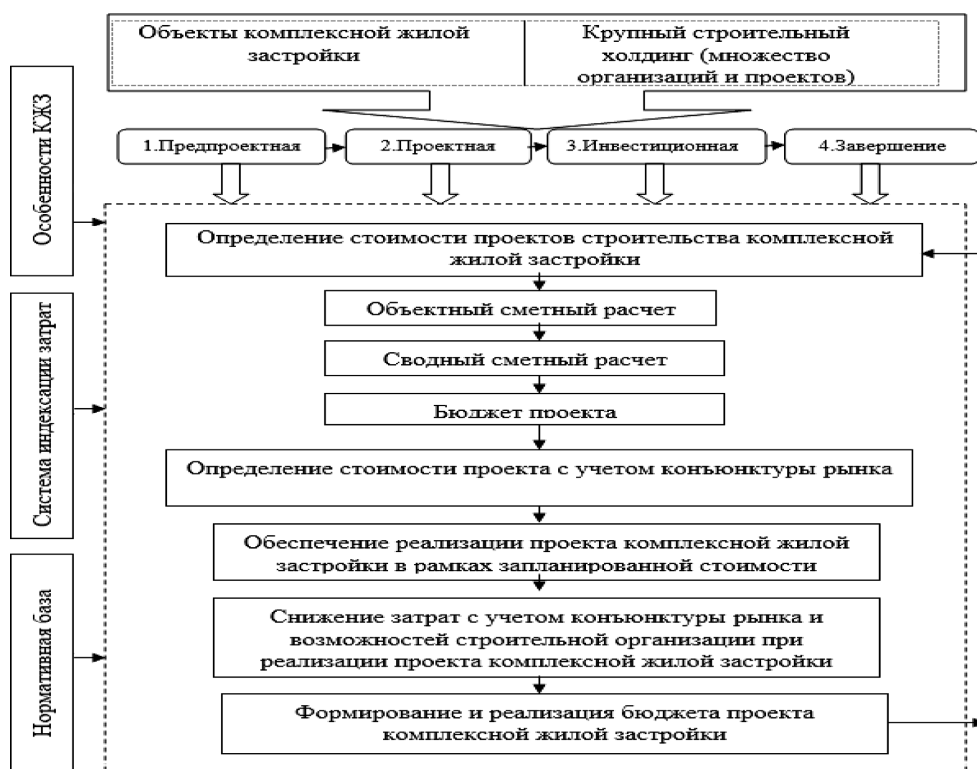 Объекты комплексной жилой
застройки
Крупный строительный
холдинг (множество
организаций и проектов)
Особенности КЖЗ
1.Предпроектная
2.Проектная
3.Инвестиционная
4.Завершение
Определение стоимости проектов строительства комплексной
жилой застройки
Объектный сметный расчет
Система индексации затрат
Сводный сметный расчет
Бюджет проекта
Определение стоимости проекта с учетом конъюнктуры рынка
Обеспечение реализации проекта комплексной жилой
застройки в рамках запланированной стоимости
Нормативная база
Снижение затрат с учетом конъюнктуры рынка и
возможностей строительной организации при
реализации проекта комплексной жилой застройки
Формирование и реализация бюджета проекта
комплексной жилой застройки